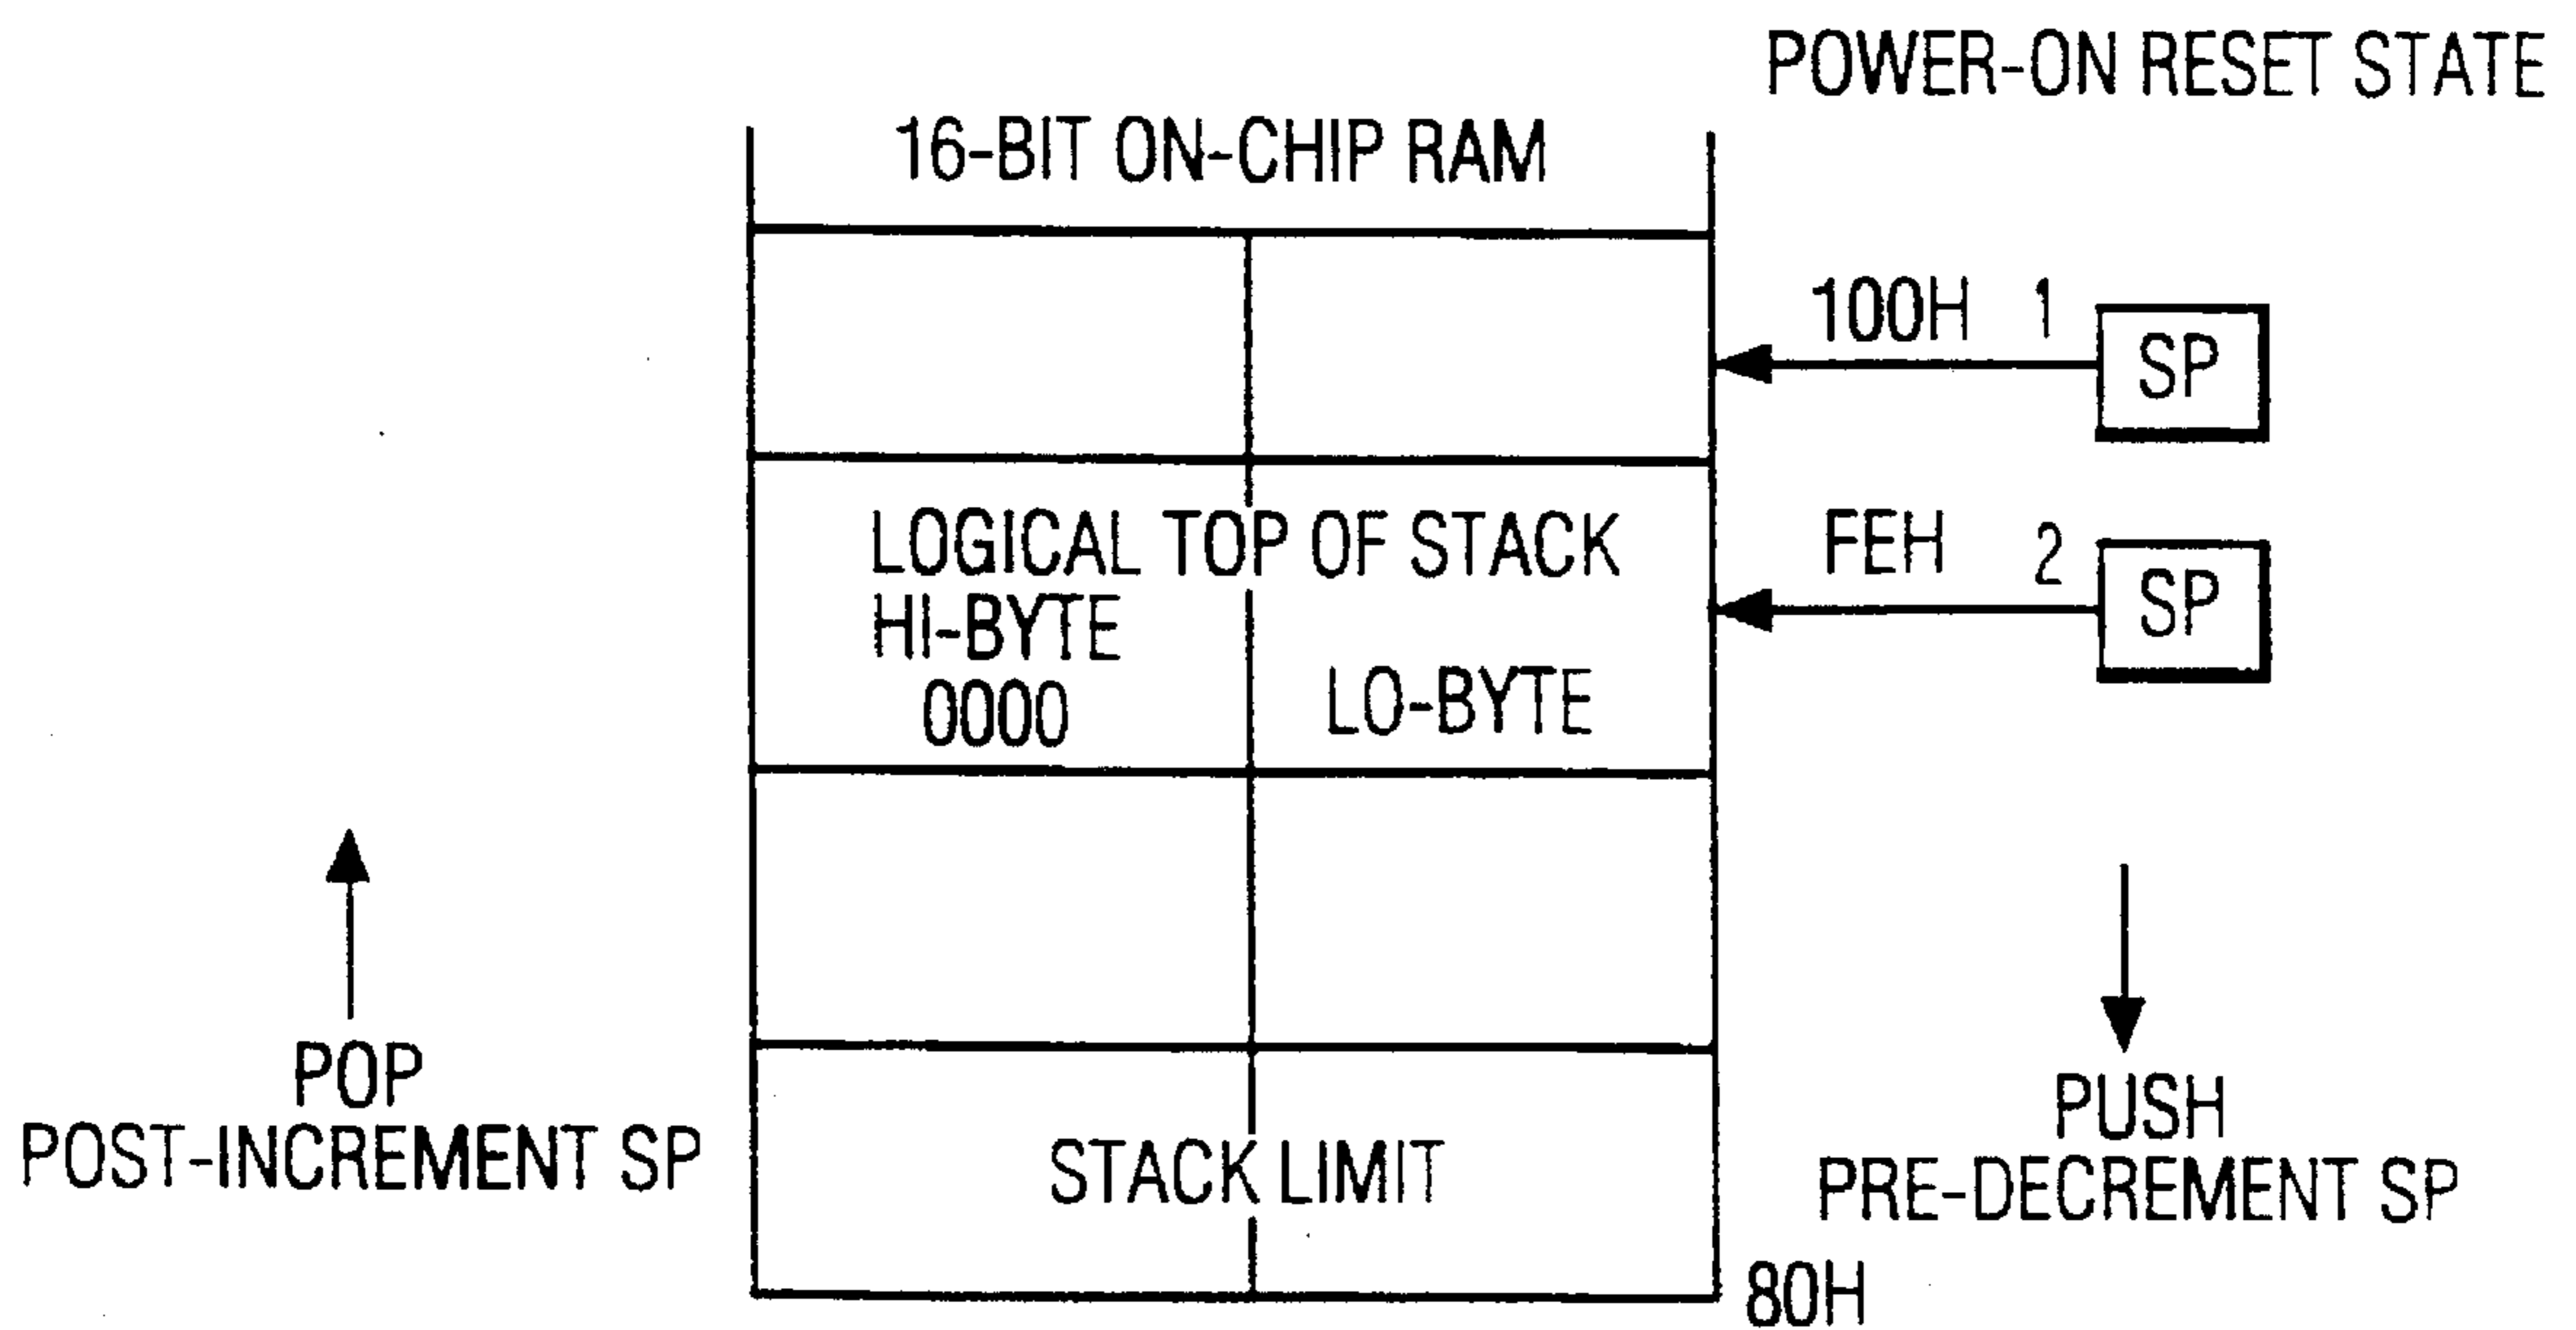 POWER-ON RESET STATE
16-BIT ON-CHIP RAM
100H 1
SP
LOGICAL TOP OF STACK
HI-BYTE
0000
LO-BYTE
FEH 2
SP
POP
POST-INCREMENT SP
STACK LIMIT
PUSH
PRE-DECREMENT SP
80H